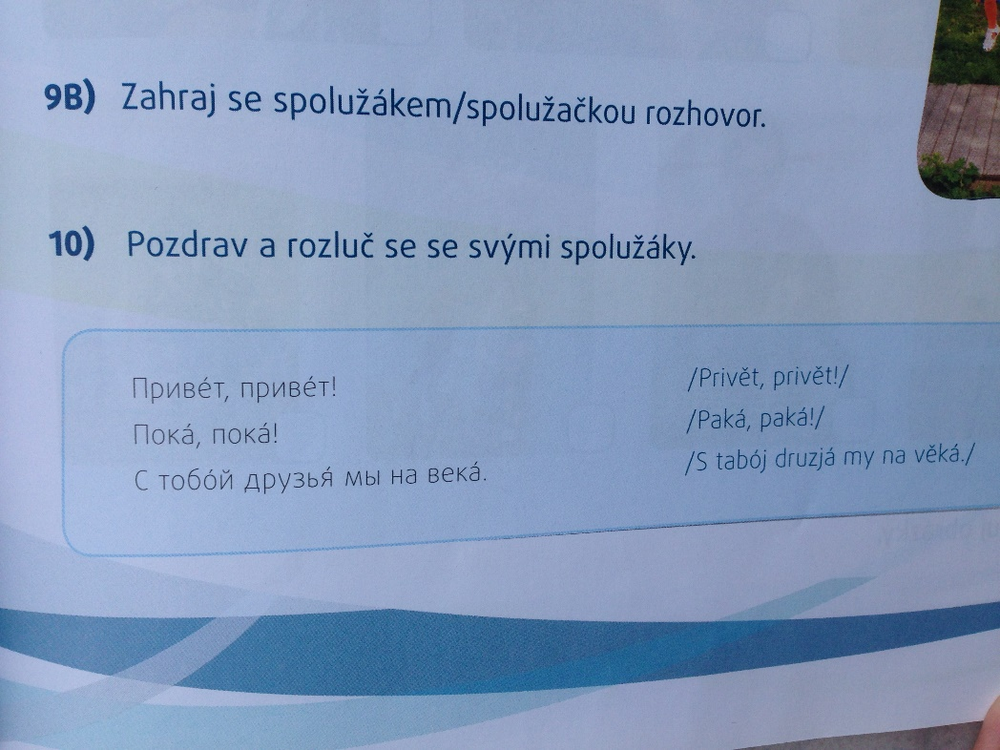 9B) Zahraj se spolužákem/spolužačkou rozhovor.
10) Pozdrav a rozluč se se svými spolužáky.
Приве́т, приве́т! /Privět, privět!/
Пока́, пока́! /Paká, paká!/
С тобо́й друзья́ мы на века́. /S tabój druzjá my na věká./